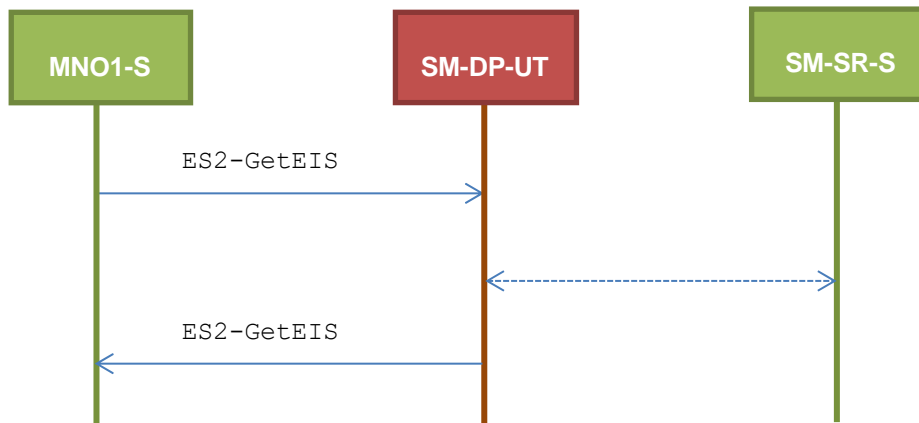 MNO1-S
SM-DP-UT
SM-SR-S
ES2-GetEIS
ES2-GetEIS